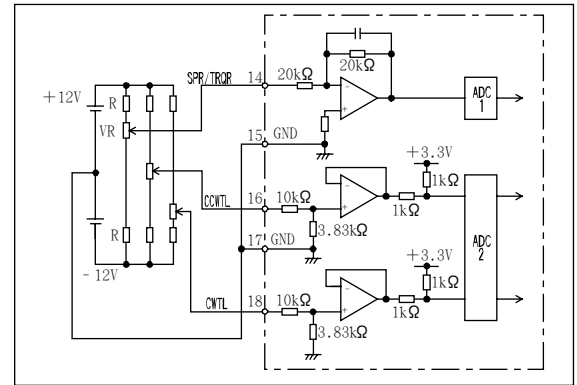 20kΩ
SPR/TRQR 14 20kΩ
ADC
1
+12V
R
VR
15 GND
+3.3V
CCWTL 16 10kΩ
1kΩ
1kΩ
3.83kΩ
ADC
2
17 GND
R
-12V
+3.3V
CWTL 18 10kΩ
1kΩ
1kΩ
3.83kΩ
-
+
-
+
-
+